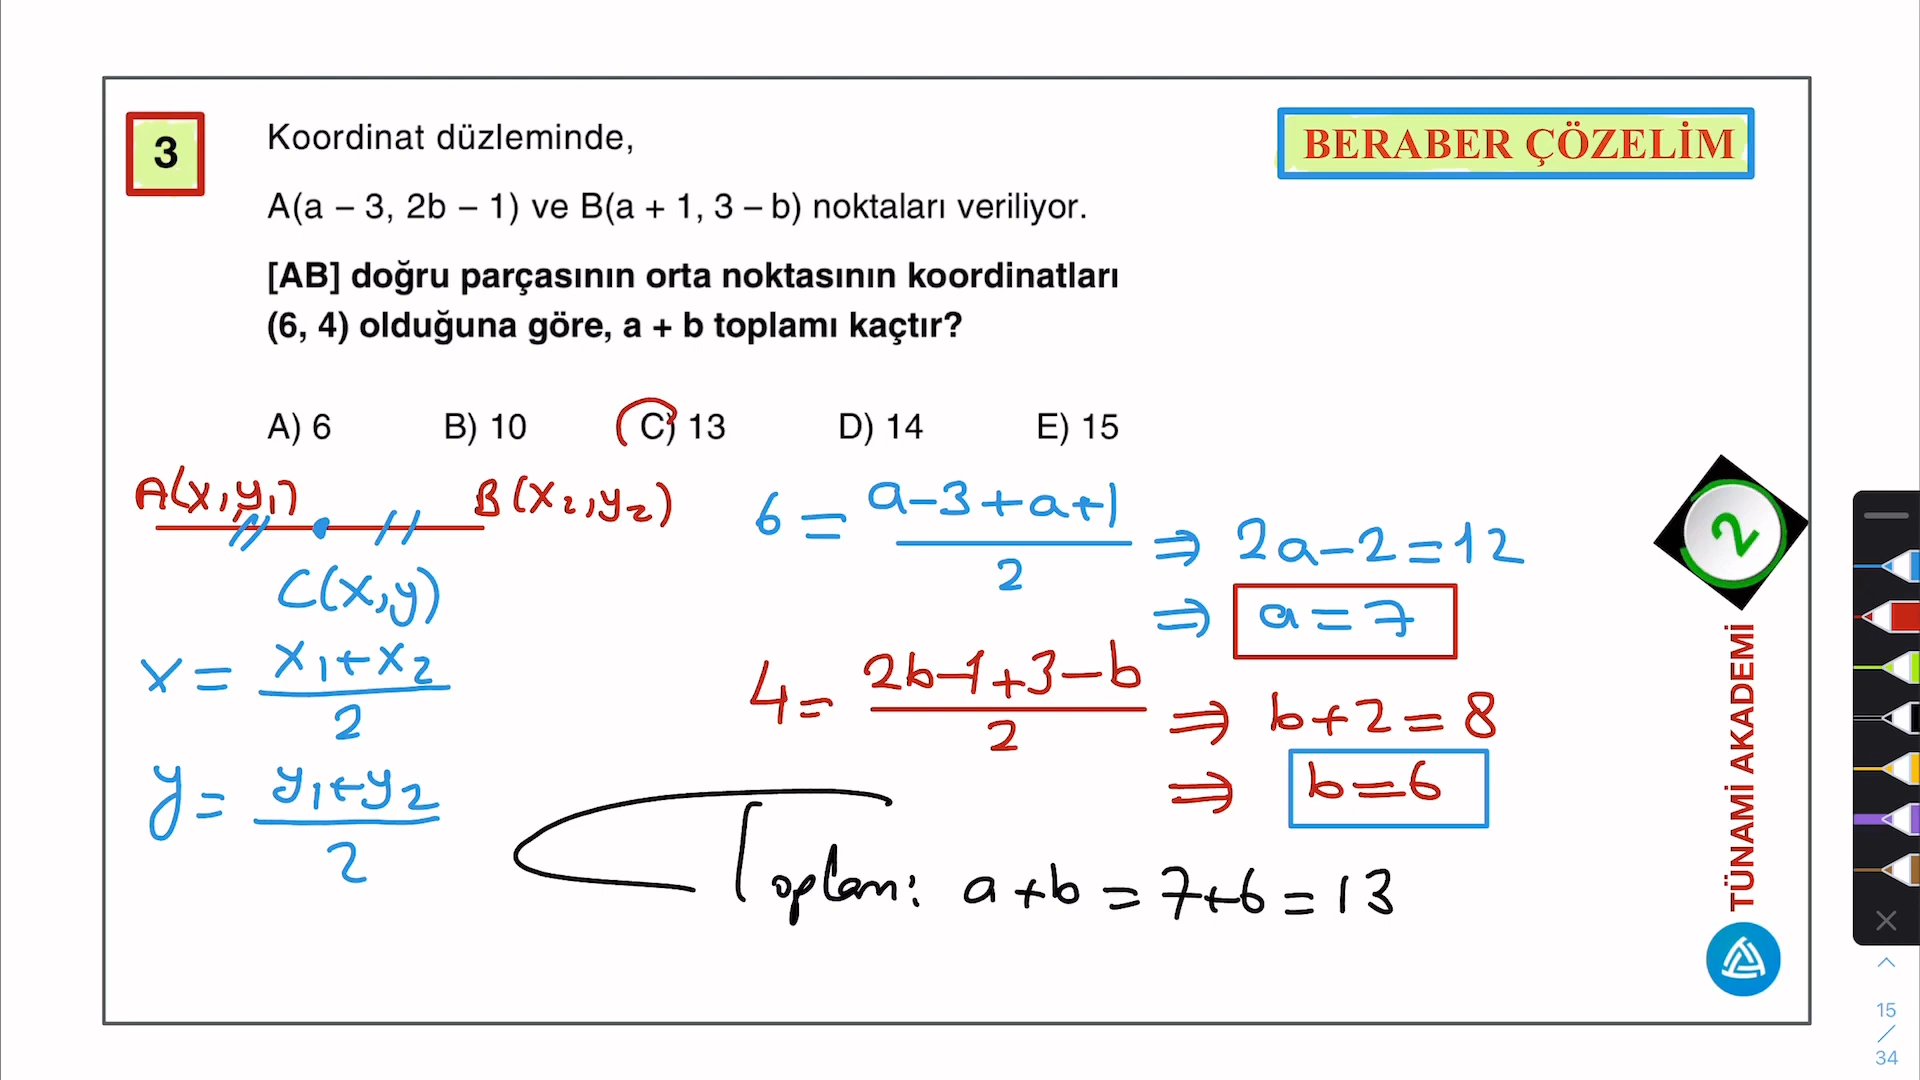 3
Koordinat düzleminde,
BERABER ÇÖZELİM
A(a – 3, 2b – 1) ve B(a + 1, 3 – b) noktaları veriliyor.
[AB] doğru parçasının orta noktasının koordinatları
(6, 4) olduğuna göre, a + b toplamı kaçtır?
A) 6 B) 10 C) 13 D) 14 E) 15
A(x,y₁) B(x₂,y₂)
C(x,y)
x = x₁+x₂ / 2
y = y₁+y₂ / 2
6 = a-3+a+1 / 2 ⇒ 2a-2=12
⇒ a=7
4 = 2b-1+3-b / 2 ⇒ b+2=8
⇒ b=6
Toplam: a+b=7+6=13
2
TÜNAMİ AKADEMİ
15
/
34